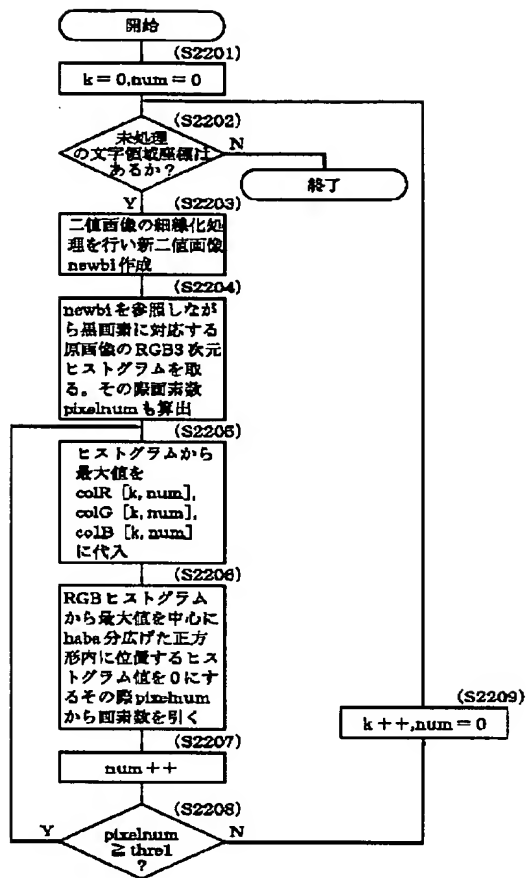 開始
(S2201)
k=0,num=0
(S2202)
未処理
の文字領域座標は
あるか?
N
終了
Y
(S2203)
二値画像の細線化処
理を行い新二値画像
newbi作成
(S2204)
newbiを参照しなが
ら黒画素に対応する
原画像のRGB3次元
ヒストグラムを取
る。その際画素数
pixelnumも算出
(S2205)
ヒストグラムから
最大値を
colR [k,num],
colG [k,num],
colB [k,num]
に代入
(S2206)
RGBヒストグラム
から最大値を中心に
haba分広げた正方
形内に位置するヒス
トグラム値を0にす
るその際pixelnum
から画素数を引く
(S2207)
num++
(S2208)
Y
pixelnum
≧thre1
?
N
(S2209)
k++,num=0